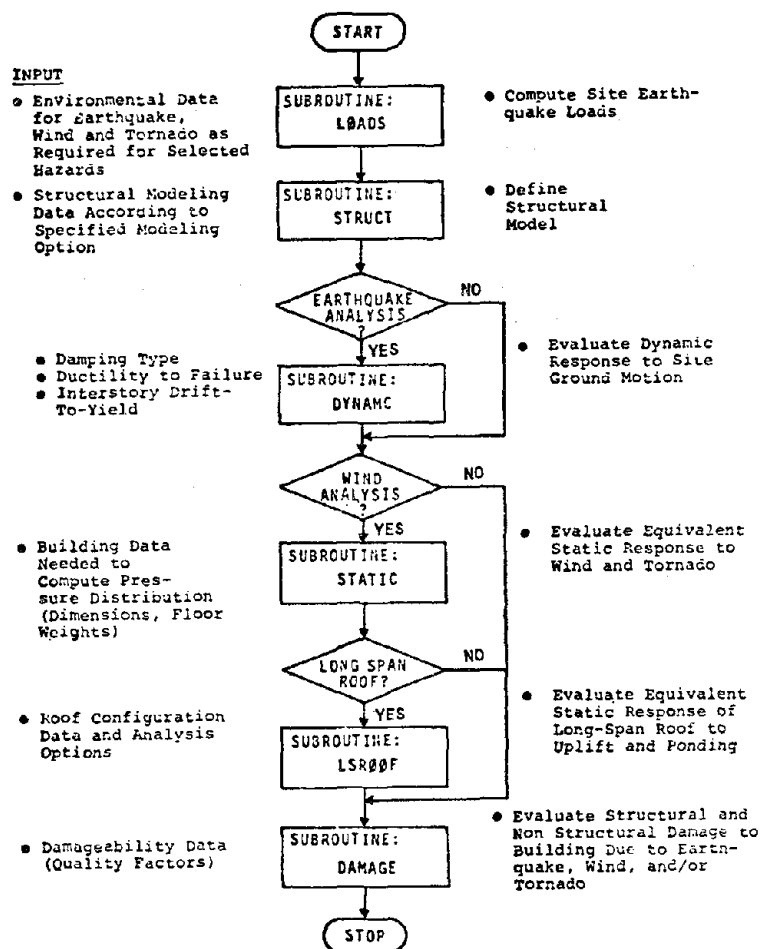 START
INPUT
• Environmental Data
for Earthquake,
Wind and Tornado as
Required for Selected
Hazards
SUBROUTINE:
LØADS
• Compute Site Earth-
quake Loads
• Structural Modeling
Data According to
Specified Modeling
Option
SUBROUTINE:
STRUCT
• Define
Structural
Model
EARTHQUAKE
ANALYSIS
?
NO
YES
• Damping Type
• Ductility to Failure
• Interstory Drift-
To-Yield
SUBROUTINE:
DYNAMC
• Evaluate Dynamic
Response to Site
Ground Motion
WIND
ANALYSIS
?
NO
YES
• Building Data
Needed to
Compute Pres-
sure Distribution
(Dimensions, Floor
Weights)
SUBROUTINE:
STATIC
• Evaluate Equivalent
Static Response to
Wind and Tornado
LONG SPAN
ROOF?
NO
YES
• Roof Configuration
Data and Analysis
Options
SUBROUTINE:
LSRØØF
• Evaluate Equivalent
Static Response of
Long-Span Roof to
Uplift and Ponding
• Damageability Data
(Quality Factors)
SUBROUTINE:
DAMAGE
• Evaluate Structural and
Non Structural Damage to
Building Due to Earth-
quake, Wind, and/or
Tornado
STOP